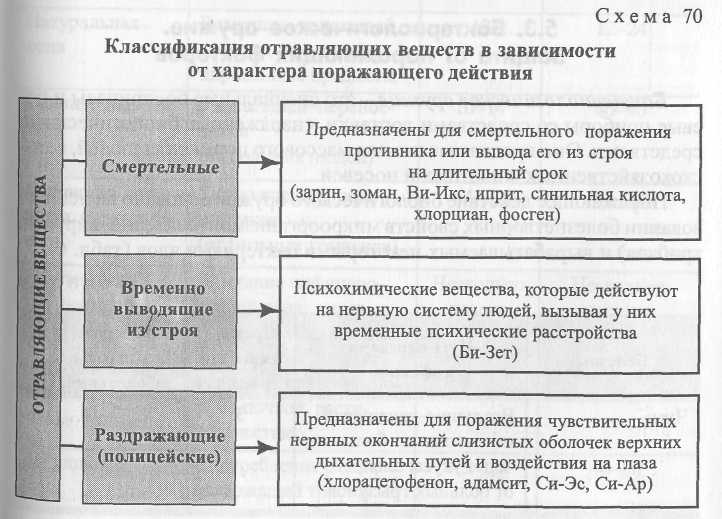 Схема 70
Классификация отравляющих веществ в зависимости
от характера поражающего действия
ОТРАВЛЯЮЩИЕ ВЕЩЕСТВА
Смертельные
Предназначены для смертельного поражения
противника или вывода его из строя
на длительный срок
(зарин, зоман, Ви-Икс, иприт, синильная кислота,
хлорциан, фосген)
Временно
выводящие
из строя
Психохимические вещества, которые действуют
на нервную систему людей, вызывая у них
временные психические расстройства
(Би-Зет)
Раздражающие
(полицейские)
Предназначены для поражения чувствительных
нервных окончаний слизистых оболочек верхних
дыхательных путей и воздействия на глаза
(хлорацетофенон, адамсит, Си-Эс, Си-Ар)